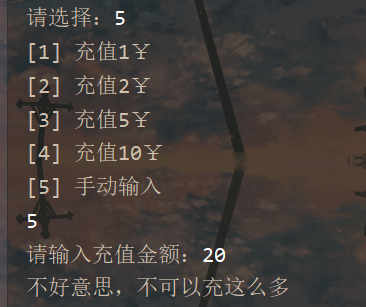 请选择：5
[1] 充值1￥
[2] 充值2￥
[3] 充值5￥
[4] 充值10￥
[5] 手动输入
5
请输入充值金额：20
不好意思，不可以充这么多